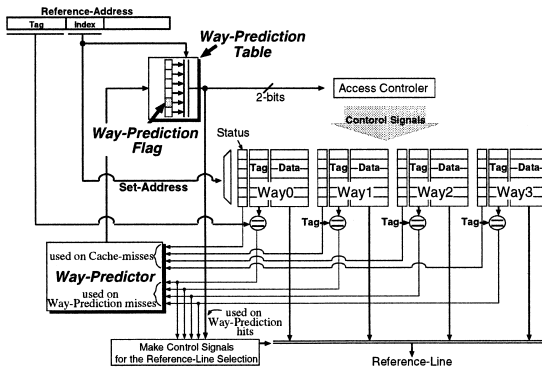 Reference-Address
Tag
Index
Way-Prediction
Table
Way-Prediction
Flag
2-bits
Access Controler
Contorol Signals
Status
Set-Address
Tag
Data
Way0
Tag
Data
Way1
Tag
Data
Way2
Tag
Data
Way3
Tag
Tag
Tag
used on Cache-misses
Way-Predictor
used on
Way-Prediction misses
used on
Way-Prediction
hits
Make Control Signals
for the Reference-Line Selection
Reference-Line